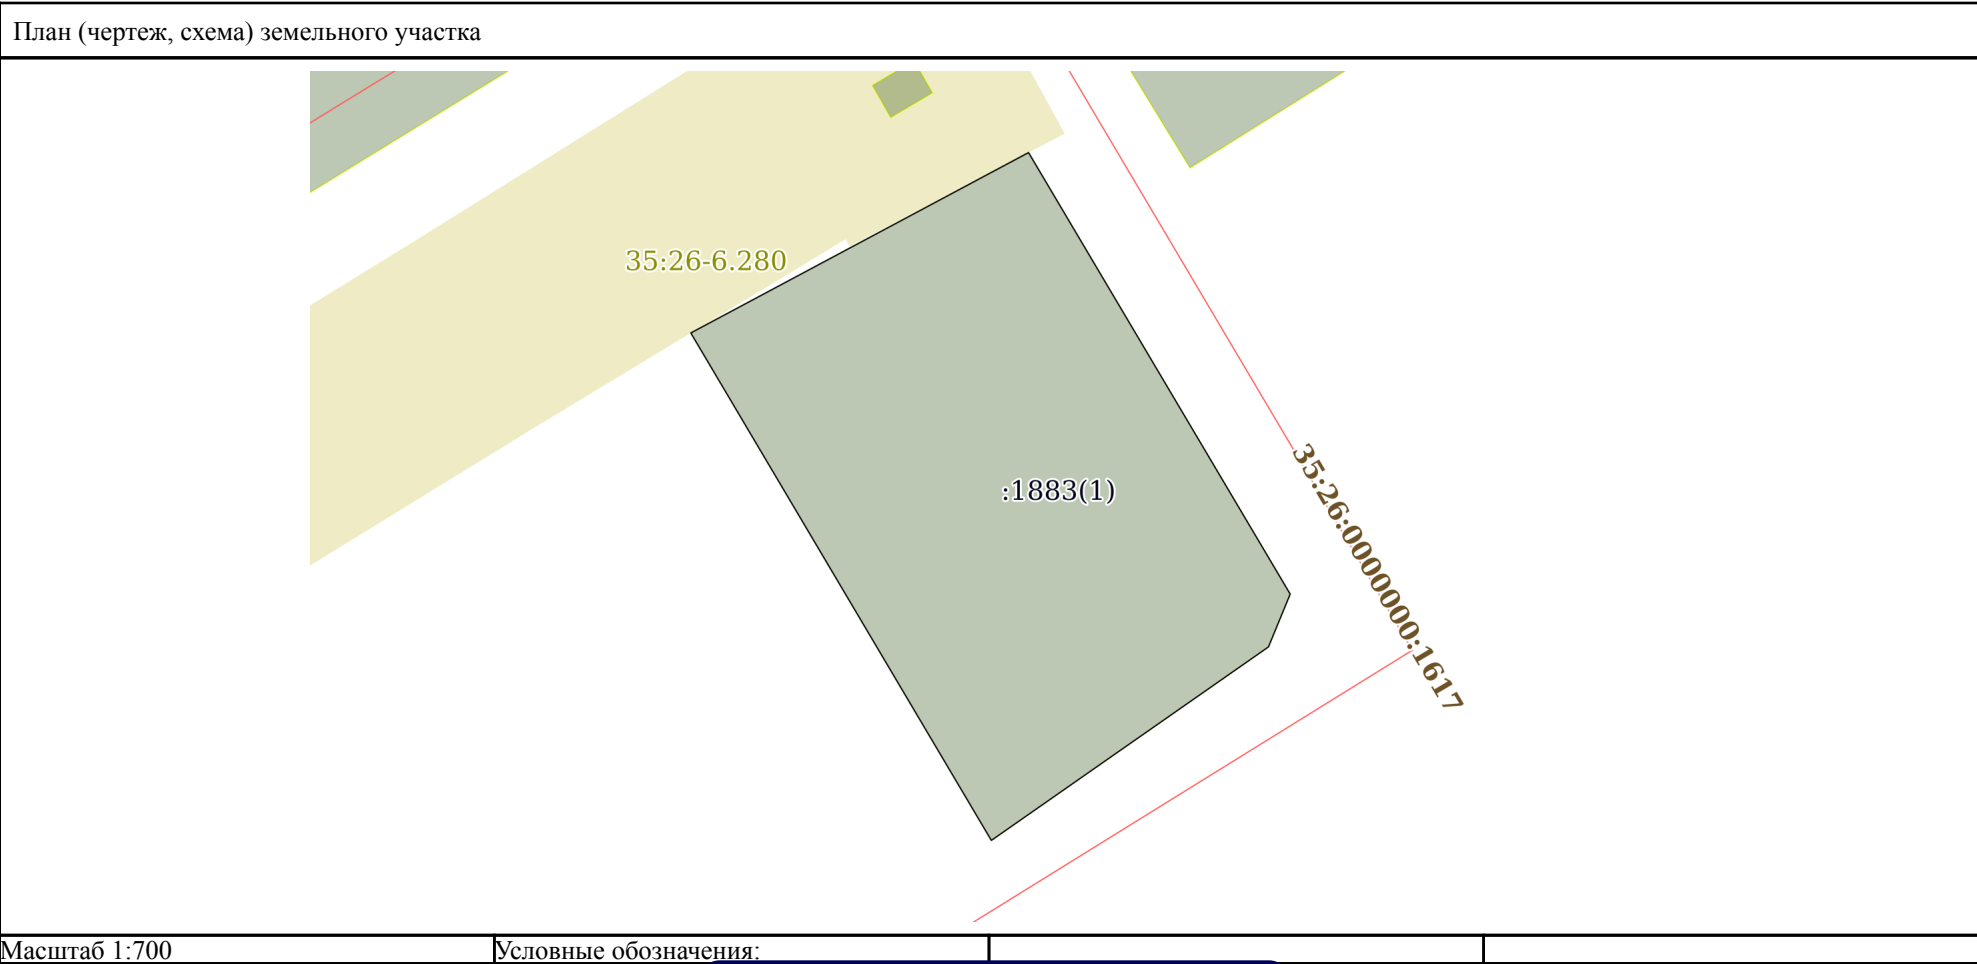 План (чертеж, схема) земельного участка
35:26-6.280
:1883(1)
35:26:0000000:1617
Масштаб 1:700
Условные обозначения: